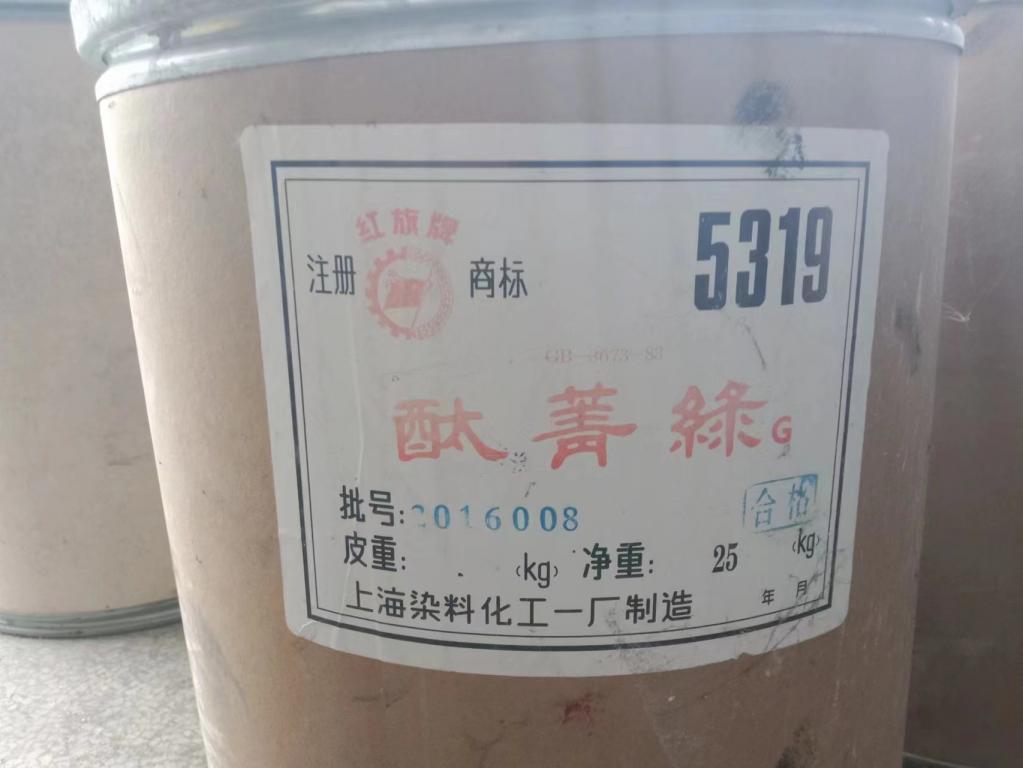 红旗牌
注册 商标
5319
GB-3673-83
酞菁綠G
批号:2016008
合格
皮重: (kg) 净重: 25 (kg)
上海染料化工一厂制造 年 月